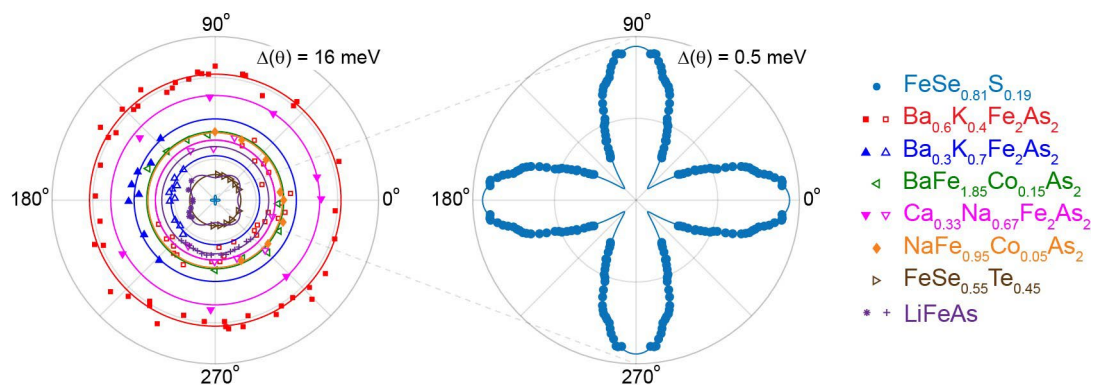 90°
Δ(θ) = 16 meV
180°
0°
270°
90°
Δ(θ) = 0.5 meV
180°
0°
270°
FeSe₀.₈₁S₀.₁₉
Ba₀.₆K₀.₄Fe₂As₂
Ba₀.₃K₀.₇Fe₂As₂
BaFe₁.₈₅Co₀.₁₅As₂
Ca₀.₃₃Na₀.₆₇Fe₂As₂
NaFe₀.₉₅Co₀.₀₅As₂
FeSe₀.₅₅Te₀.₄₅
LiFeAs